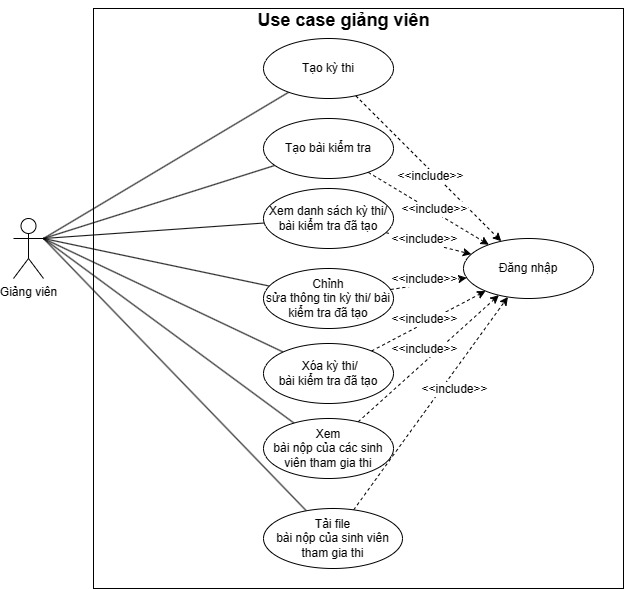 Use case giảng viên
Tạo kỳ thi
Tạo bài kiểm tra
<<include>>
Xem danh sách kỳ thi/
bài kiểm tra đã tạo
<<include>>
<<include>>
Giảng viên
Đăng nhập
Chỉnh
sửa thông tin kỳ thi/ bài
kiểm tra đã tạo
<<include>>
<<include>>
Xóa kỳ thi/
bài kiểm tra đã tạo
<<include>>
<<include>>
Xem
bài nộp của các sinh
viên tham gia thi
Tải file
bài nộp của sinh viên
tham gia thi